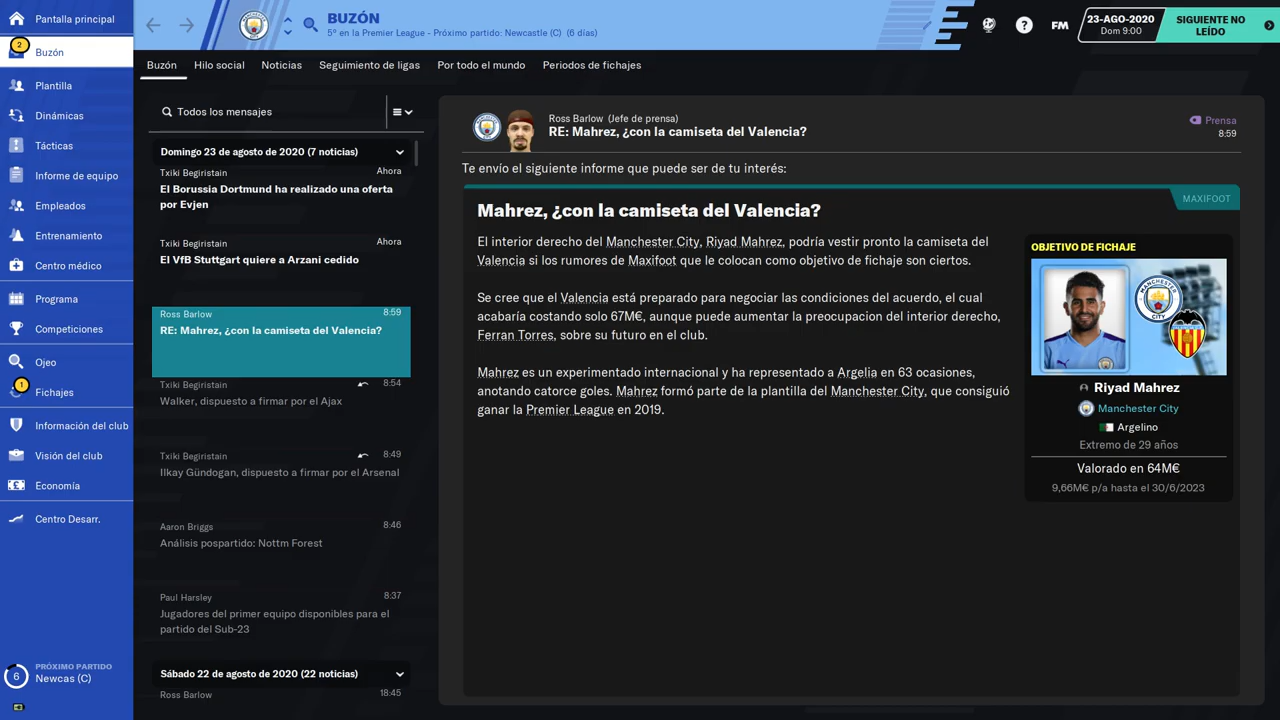 Pantalla principal
2
Buzón
Plantilla
Dinámicas
Tácticas
Informe de equipo
Empleados
Entrenamiento
Centro médico
Programa
Competiciones
Ojeo
1
Fichajes
Información del club
Visión del club
Economía
Centro Desarr.
6
PRÓXIMO PARTIDO
Newcas (C)
BUZÓN
5º en la Premier League - Próximo partido: Newcastle (C) (6 días)
?
FM
23-AGO-2020
Dom 9:00
SIGUIENTE NO
LEÍDO
Buzón
Hilo social
Noticias
Seguimiento de ligas
Por todo el mundo
Periodos de fichajes
Todos los mensajes
Domingo 23 de agosto de 2020 (7 noticias)
Txiki Begiristain
Ahora
El Borussia Dortmund ha realizado una oferta
por Evjen
Txiki Begiristain
Ahora
El VfB Stuttgart quiere a Arzani cedido
Ross Barlow
8:59
RE: Mahrez, ¿con la camiseta del Valencia?
Txiki Begiristain
8:54
Walker, dispuesto a firmar por el Ajax
Txiki Begiristain
8:49
Ilkay Gündogan, dispuesto a firmar por el Arsenal
Aaron Briggs
8:46
Análisis pospartido: Nottm Forest
Paul Harsley
8:37
Jugadores del primer equipo disponibles para el
partido del Sub-23
Sábado 22 de agosto de 2020 (22 noticias)
Ross Barlow
18:45
Ross Barlow (Jefe de prensa)
RE: Mahrez, ¿con la camiseta del Valencia?
Prensa
8:59
Te envío el siguiente informe que puede ser de tu interés:
MAXIFOOT
Mahrez, ¿con la camiseta del Valencia?
El interior derecho del Manchester City, Riyad Mahrez, podría vestir pronto la camiseta del
Valencia si los rumores de Maxifoot que le colocan como objetivo de fichaje son ciertos.
Se cree que el Valencia está preparado para negociar las condiciones del acuerdo, el cual
acabaría costando solo 67M€, aunque puede aumentar la preocupacion del interior derecho,
Ferran Torres, sobre su futuro en el club.
Mahrez es un experimentado internacional y ha representado a Argelia en 63 ocasiones,
anotando catorce goles. Mahrez formó parte de la plantilla del Manchester City, que consiguió
ganar la Premier League en 2019.
OBJETIVO DE FICHAJE
Riyad Mahrez
Manchester City
Argelino
Extremo de 29 años
Valorado en 64M€
9,66M€ p/a hasta el 30/6/2023